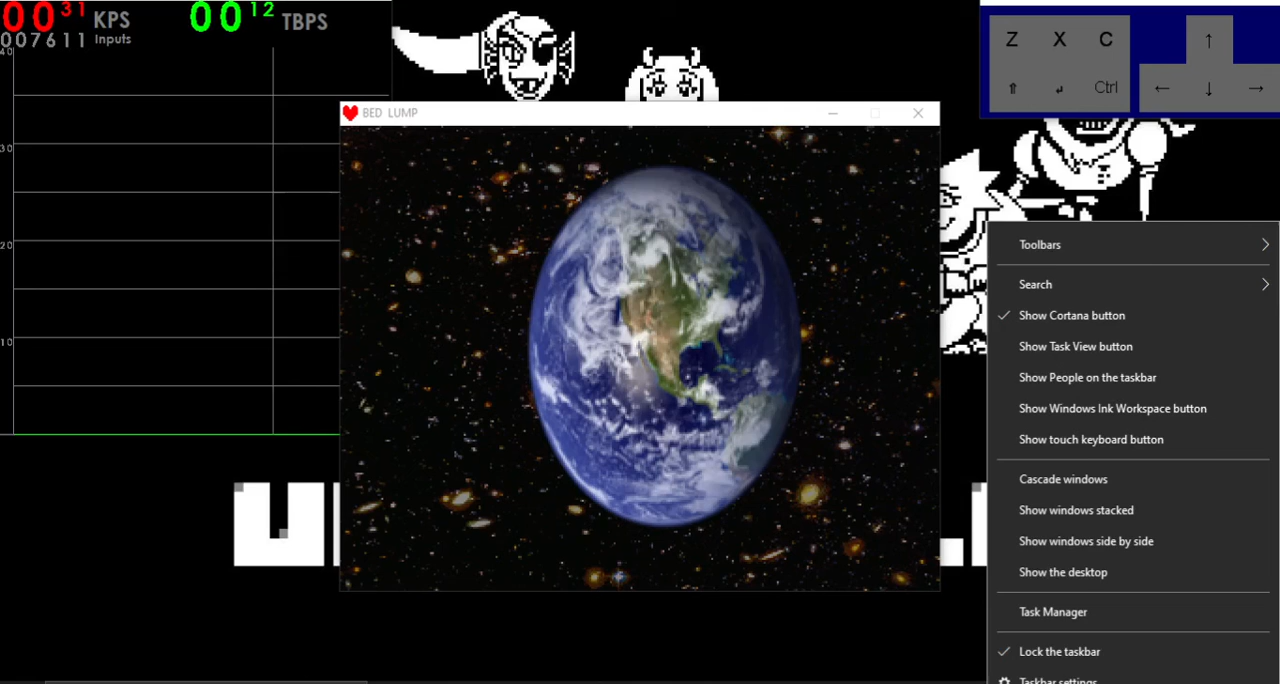 00 31 KPS
007611 Inputs
00 12 TBPS
40
30
20
10
Z X C
⇑ ↵ Ctrl
↑
← ↓ →
BED LUMP
U
Toolbars
Search
Show Cortana button
Show Task View button
Show People on the taskbar
Show Windows Ink Workspace button
Show touch keyboard button
Cascade windows
Show windows stacked
Show windows side by side
Show the desktop
Task Manager
Lock the taskbar
Taskbar settings